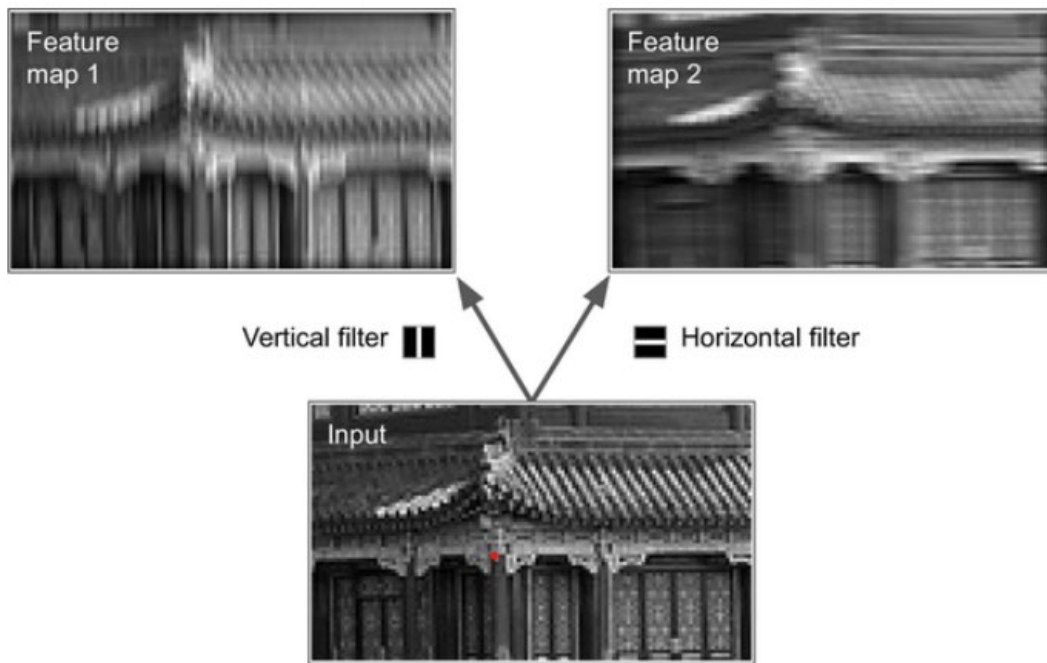 Feature
map 1
Feature
map 2
Vertical filter
Horizontal filter
Input